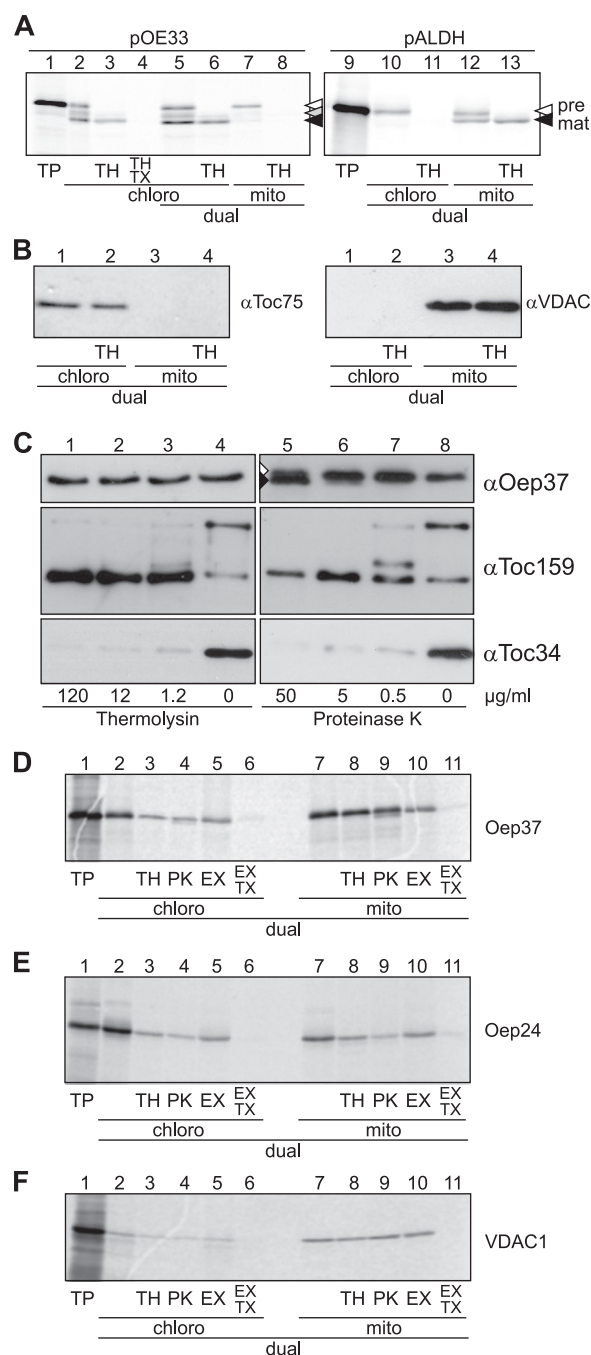 A
pOE33 pALDH
1 2 3 4 5 6 7 8 9 10 11 12 13
pre
mat
TP TH TH TH TH TP TH TH
TX
chloro mito chloro mito
dual dual
B
1 2 3 4 1 2 3 4
αToc75 αVDAC
TH TH TH TH
chloro mito chloro mito
dual dual
C
1 2 3 4 5 6 7 8
αOep37
αToc159
αToc34
120 12 1.2 0 50 5 0.5 0 µg/ml
Thermolysin Proteinase K
D
1 2 3 4 5 6 7 8 9 10 11
Oep37
TP TH PK EX EX TH PK EX EX
TX TX
chloro mito
dual
E
1 2 3 4 5 6 7 8 9 10 11
Oep24
TP TH PK EX EX TH PK EX EX
TX TX
chloro mito
dual
F
1 2 3 4 5 6 7 8 9 10 11
VDAC1
TP TH PK EX EX TH PK EX EX
TX TX
chloro mito
dual